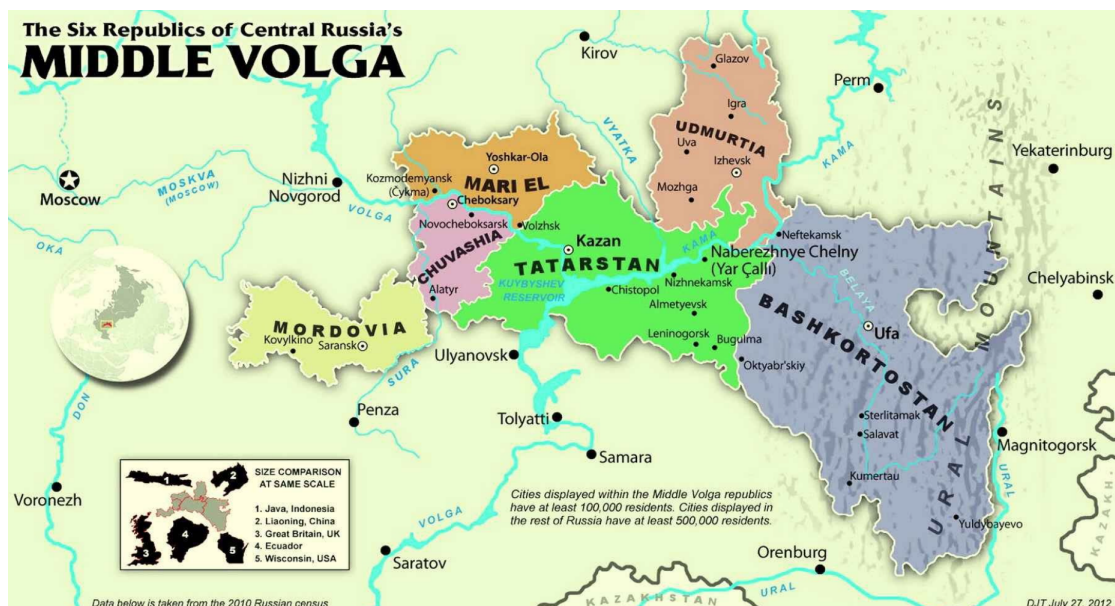 The Six Republics of Central Russia's
MIDDLE VOLGA
Kirov
Glazov
Perm
Igra
UDMURTIA
Uva
Izhevsk
Mozhga
VYATKA
KAMA
Yekaterinburg
Moscow
MOSKVA
(MOSCOW)
Nizhni
Novgorod
VOLGA
OKA
Yoshkar-Ola
Kozmodemyansk
(Čykma)
MARI EL
Cheboksary
Novocheboksarsk
Volzhsk
CHUVASHIA
Alatyr
Kazan
TATARSTAN
KUYBYSHEV
RESERVOIR
KAMA
Naberezhnye Chelny
(Yar Çallı)
Nizhnekamsk
Chistopol
Almetyevsk
Leninogorsk
Bugulma
Neftekamsk
BELAYA
Chelyabinsk
BASHKORTOSTAN
Ufa
Oktyabr'skiy
Sterlitamak
Salavat
Kumertau
Yuldybayevo
URAL MOUNTAINS
Magnitogorsk
URAL
MORDOVIA
Kovylkino
Saransk
SURA
Ulyanovsk
Penza
Tolyatti
Samara
DON
Voronezh
VOLGA
Saratov
Orenburg
URAL
KAZAKHSTAN
KAZAKH.
SIZE COMPARISON
AT SAME SCALE
1. Java, Indonesia
2. Liaoning, China
3. Great Britain, UK
4. Ecuador
5. Wisconsin, USA
1
2
3
4
5
Cities displayed within the Middle Volga republics
have at least 100,000 residents. Cities displayed in
the rest of Russia have at least 500,000 residents.
Data below is taken from the 2010 Russian census
DJT July 27, 2012